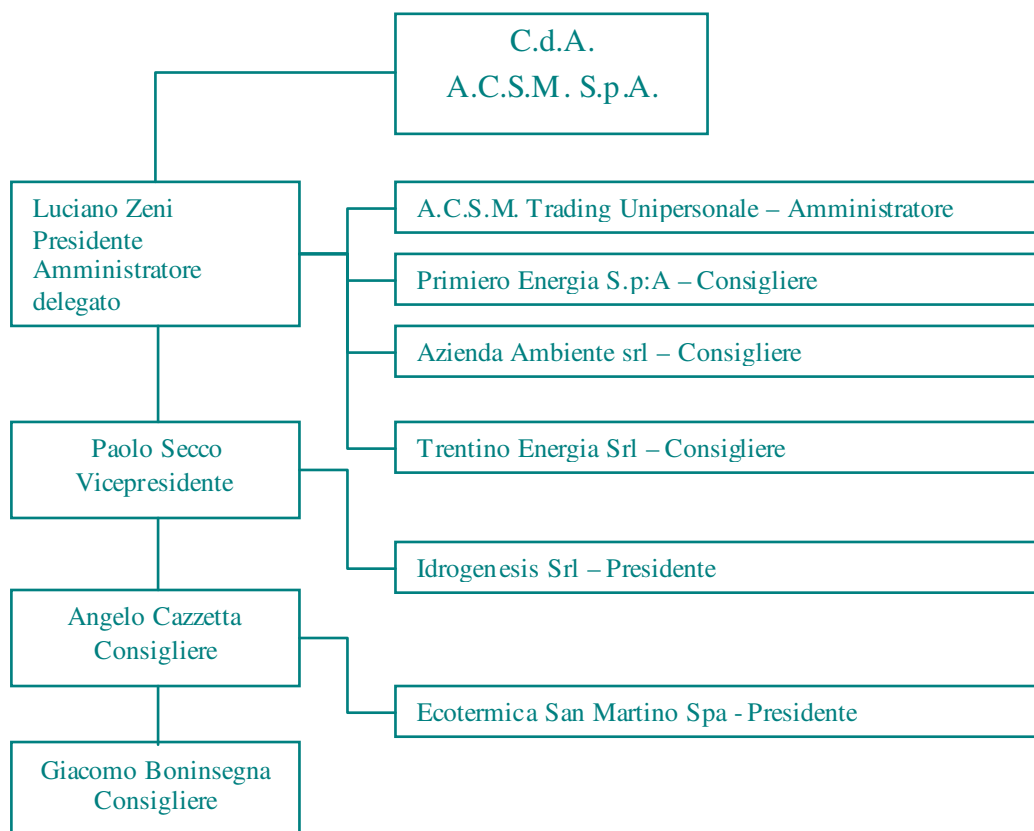 C.d.A.
A.C.S.M. S.p.A.
Luciano Zeni
Presidente
Amministratore
delegato
A.C.S.M. Trading Unipersonale – Amministratore
Primiero Energia S.p:A – Consigliere
Azienda Ambiente srl – Consigliere
Trentino Energia Srl – Consigliere
Paolo Secco
Vicepresidente
Idrogenesis Srl – Presidente
Angelo Cazzetta
Consigliere
Ecotermica San Martino Spa - Presidente
Giacomo Boninsegna
Consigliere